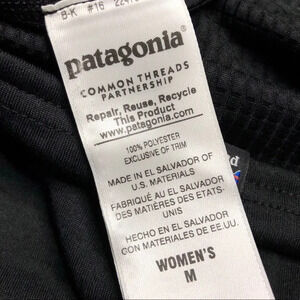 B-K #16
patagonia
COMMON THREADS
PARTNERSHIP
Repair, Reuse, Recycle
This Product
www.patagonia.com
100% POLYESTER
EXCLUSIVE OF TRIM
MADE IN EL SALVADOR OF
U.S. MATERIALS
FABRIQUÉ AU EL SALVADOR
DES MATIÈRES DES ETATS-
UNIS
HECHO EN EL SALVADOR
CON MATERIALES DE EE.UU.
WOMEN'S
M